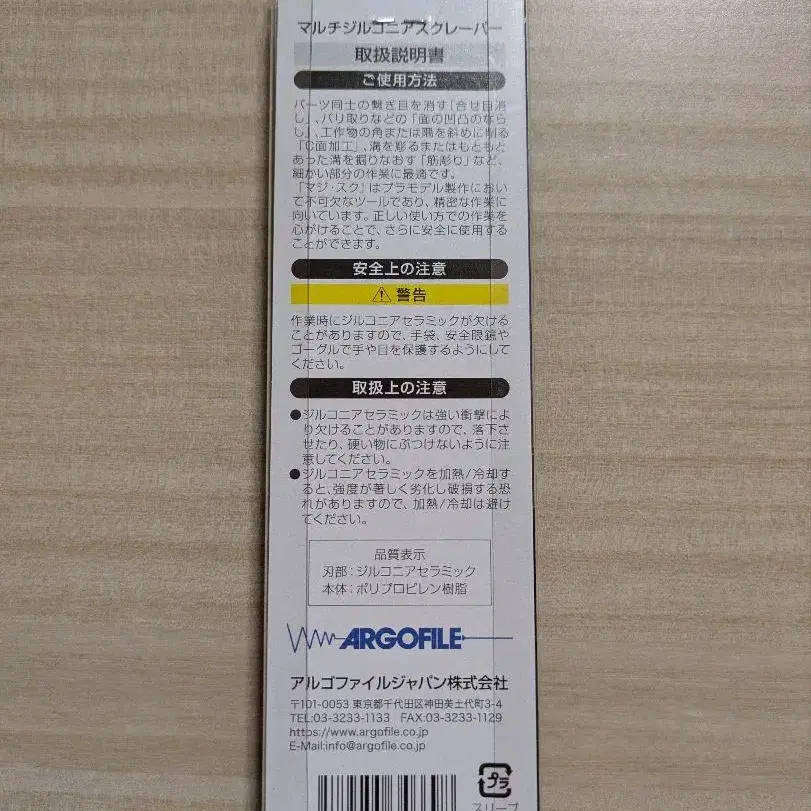 マルチジルコニアスクレーパー
取扱説明書
ご使用方法
パーツ同士の繋ぎ目を消す「合せ目消
し」、バリ取りなどの「面の凹凸のなら
し」、工作物の角または隅を斜めに削る
「C面加工」、溝を彫るまたはもともと
あった溝を掘りなおす「筋彫り」など、
細かい部分の作業に最適です。
「マジ・スク」はプラモデル製作におい
て不可欠なツールであり、精密な作業に
向いています。正しい使い方での作業を
心がけることで、さらに安全に使用する
ことができます。
安全上の注意
警告
作業時にジルコニアセラミックが欠ける
ことがありますので、手袋、安全眼鏡や
ゴーグルで手や目を保護するようにして
ください。
取扱上の注意
●ジルコニアセラミックは強い衝撃によ
り欠けることがありますので、落下さ
せたり、硬い物にぶつけないように注
意してください。
●ジルコニアセラミックを加熱/冷却す
ると、強度が著しく劣化し破損する恐
れがありますので、加熱/冷却は避け
てください。
品質表示
刃部:ジルコニアセラミック
本体:ポリプロピレン樹脂
ARGOFILE
アルゴファイルジャパン株式会社
〒101-0053 東京都千代田区神田美土代町3-4
TEL:03-3233-1133 FAX:03-3233-1129
https://www.argofile.co.jp
E-Mail:info@argofile.co.jp
プラ
スリーブ